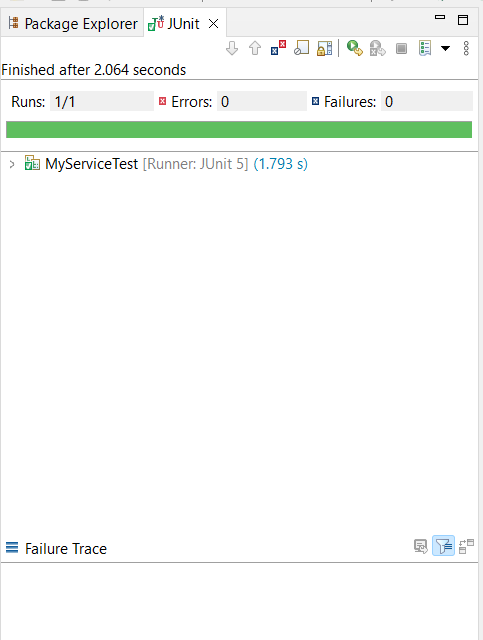 Package Explorer JUnit
Finished after 2.064 seconds
Runs: 1/1 Errors: 0 Failures: 0
MyServiceTest [Runner: JUnit 5] (1.793 s)
Failure Trace